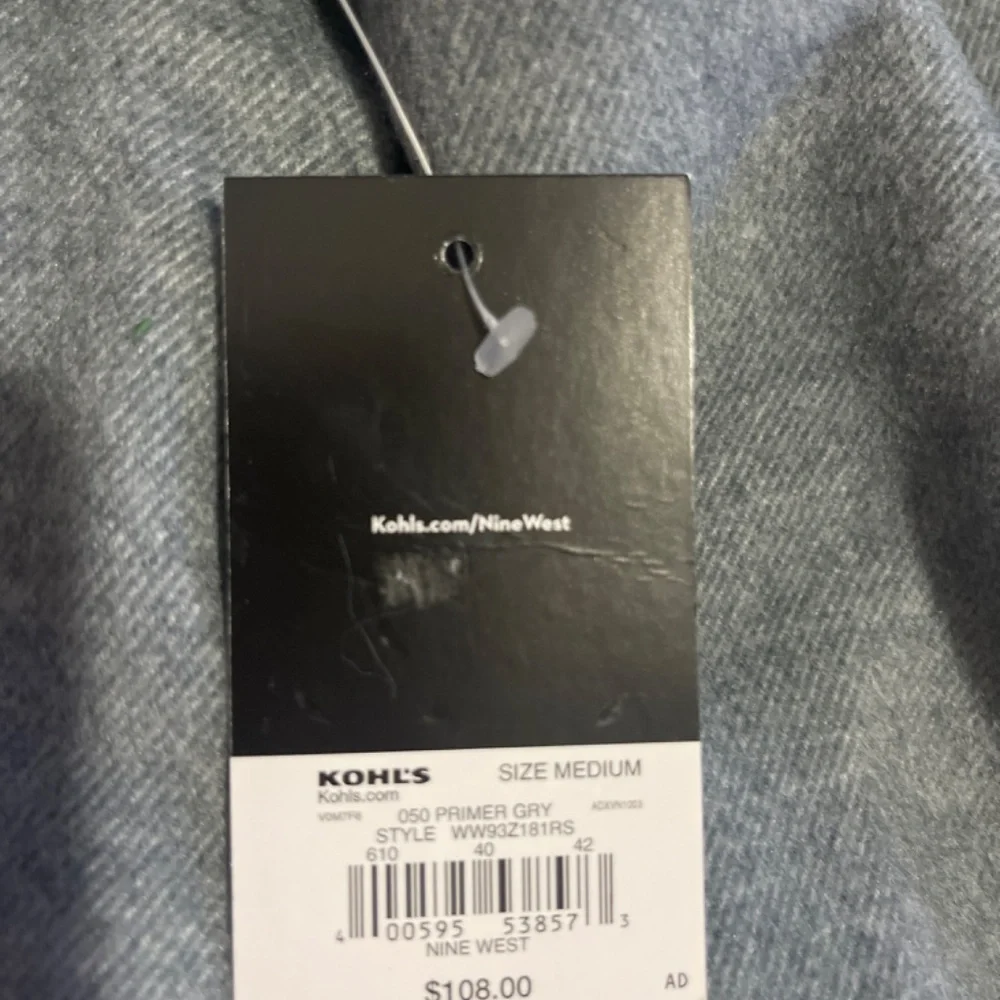 Kohls.com/NineWest
KOHL'S SIZE MEDIUM
Kohls.com
050 PRIMER GRY
STYLE WW93Z181RS
610 40 42
4 00595 53857 3
NINE WEST
$108.00 AD